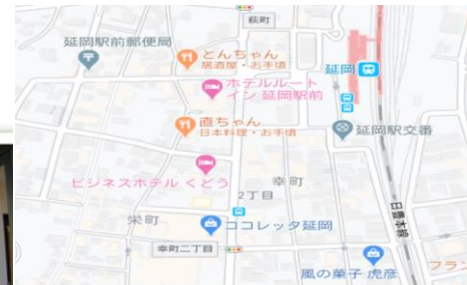 萩町
延岡駅前郵便局
とんちゃん
居酒屋・お手頃
延岡
ホテルルート
イン 延岡駅前
直ちゃん
日本料理・お手頃
延岡駅交番
ビジネスホテル くどう
幸町
2丁目
栄町
ココレッタ延岡
日豊本線
幸町二丁目
風の菓子 虎彦
フラン